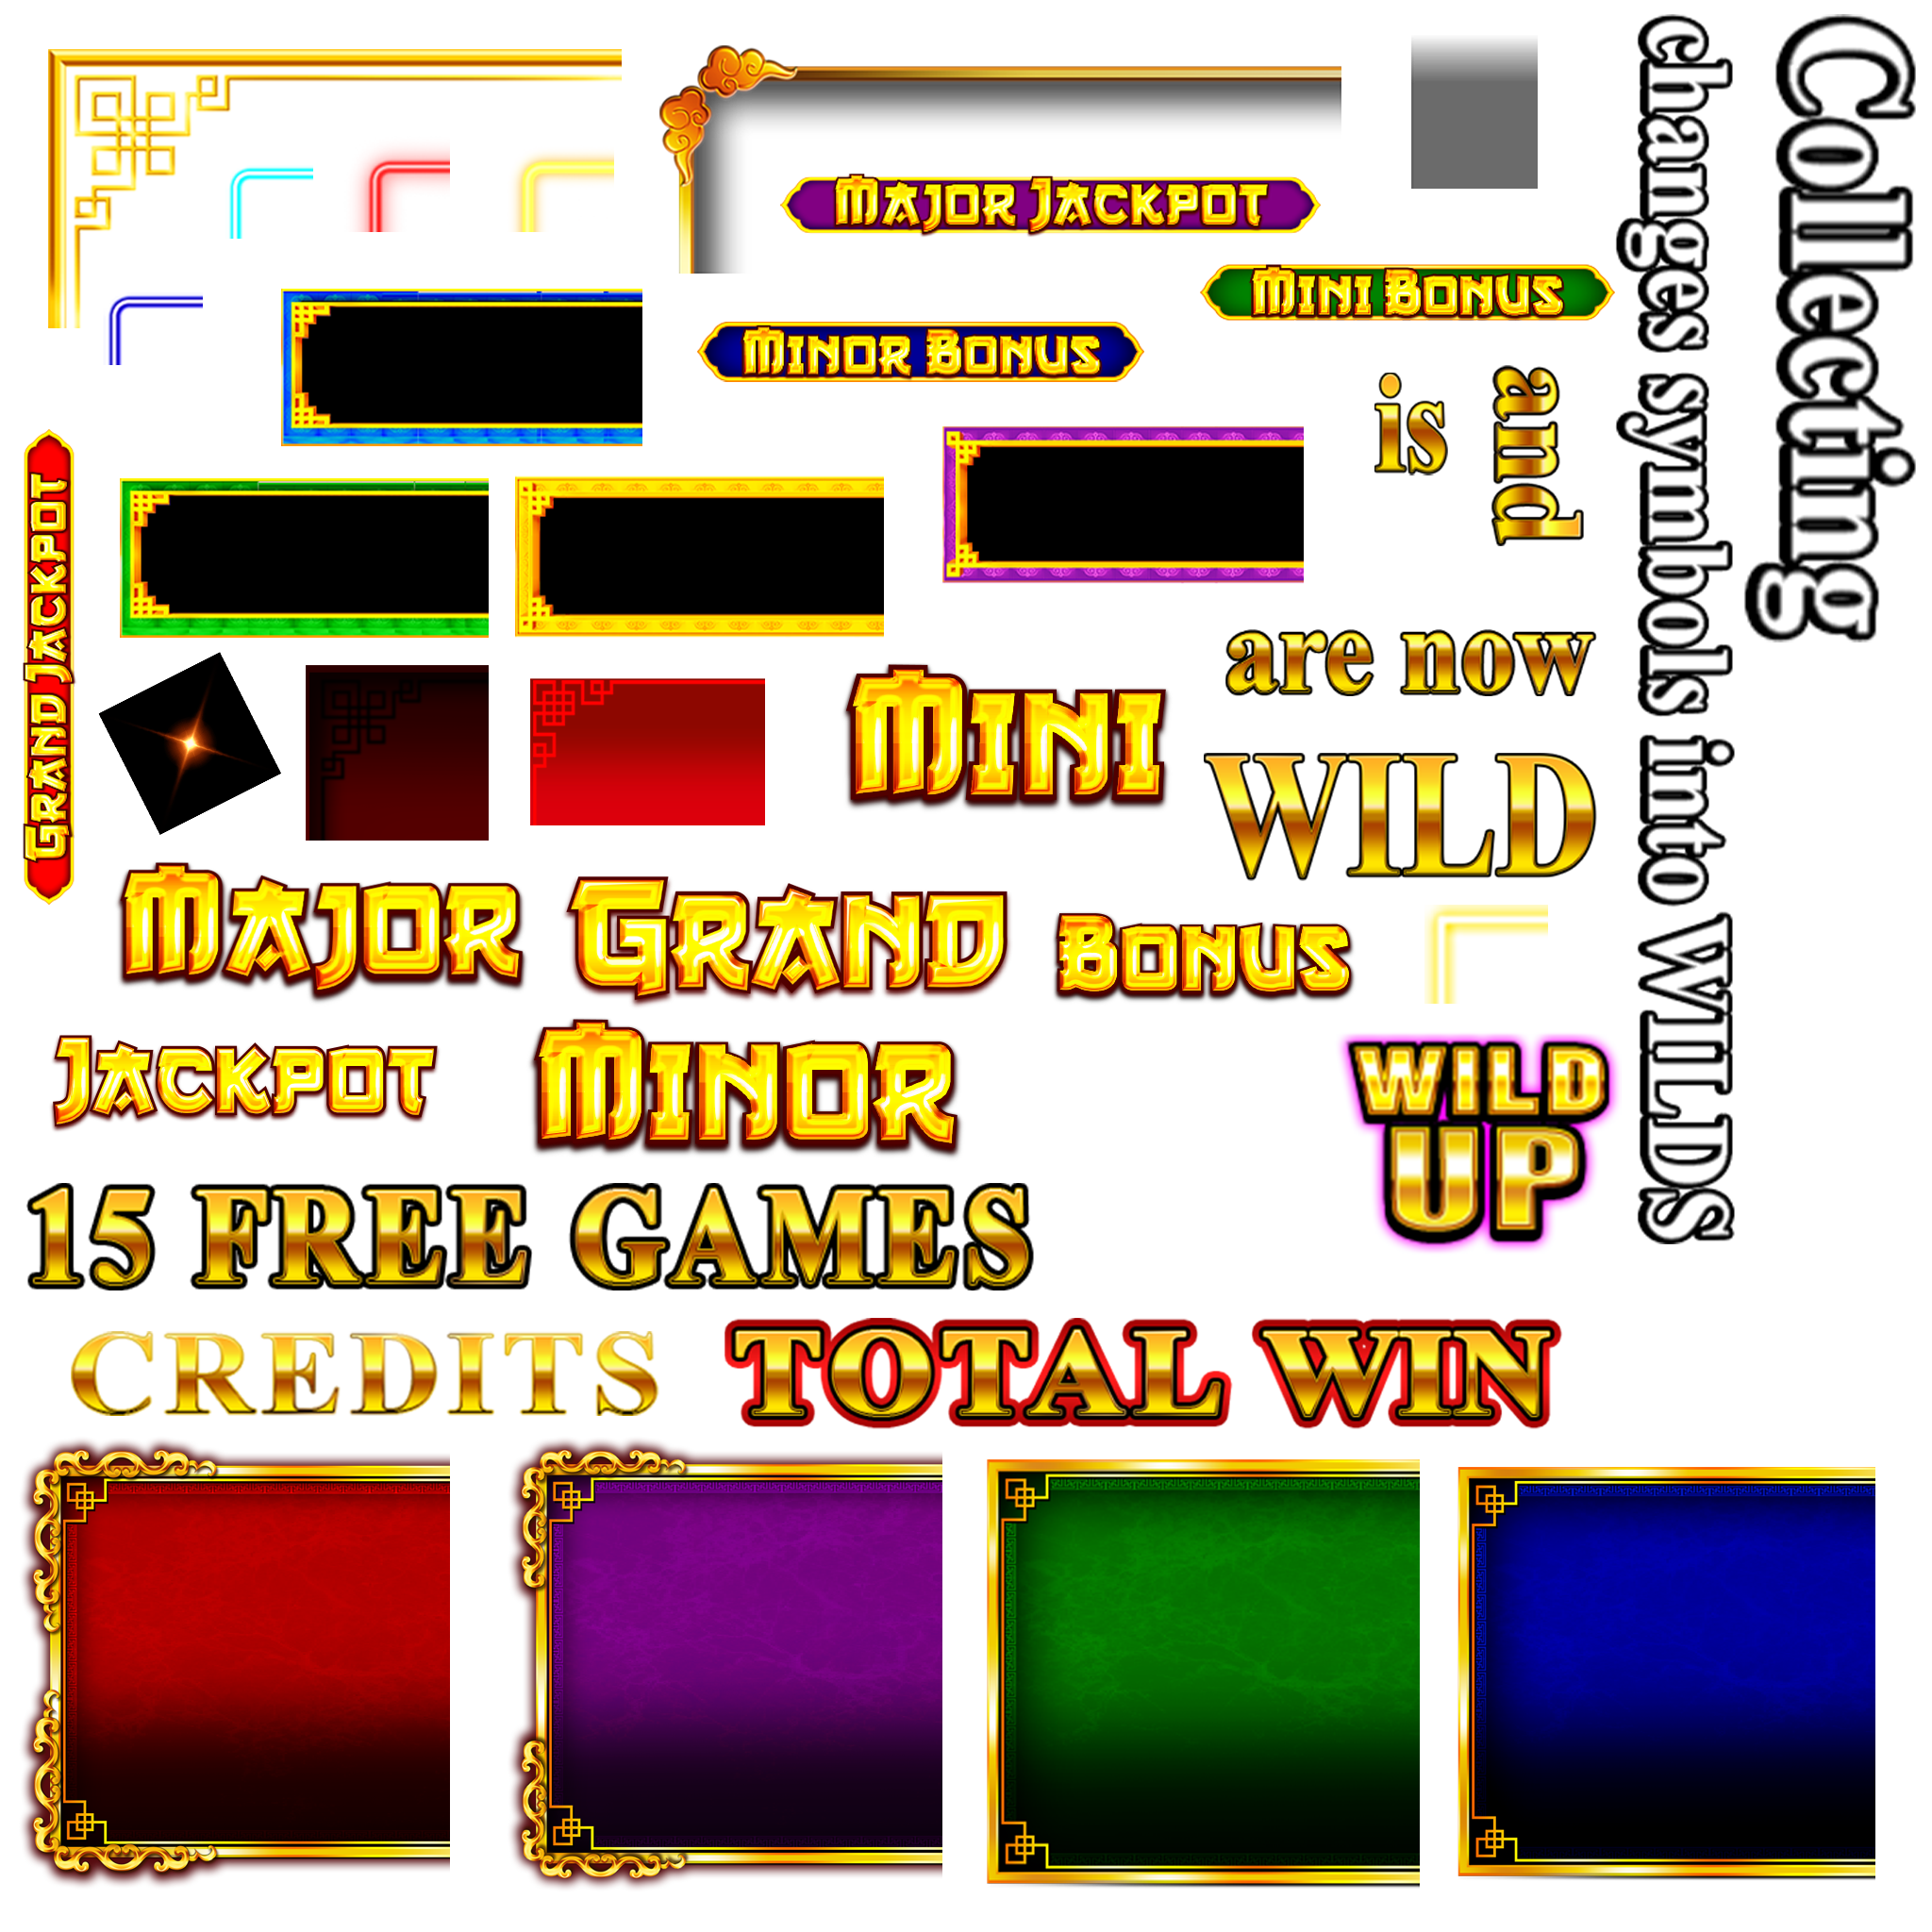 Collecting
changes symbols into WILDS
MAJOR JACKPOT
MINI BONUS
MINOR BONUS
is
and
GRAND JACKPOT
are now
MINI
WILD
MAJOR
GRAND
BONUS
JACKPOT
MINOR
WILD
UP
15 FREE GAMES
CREDITS
TOTAL WIN